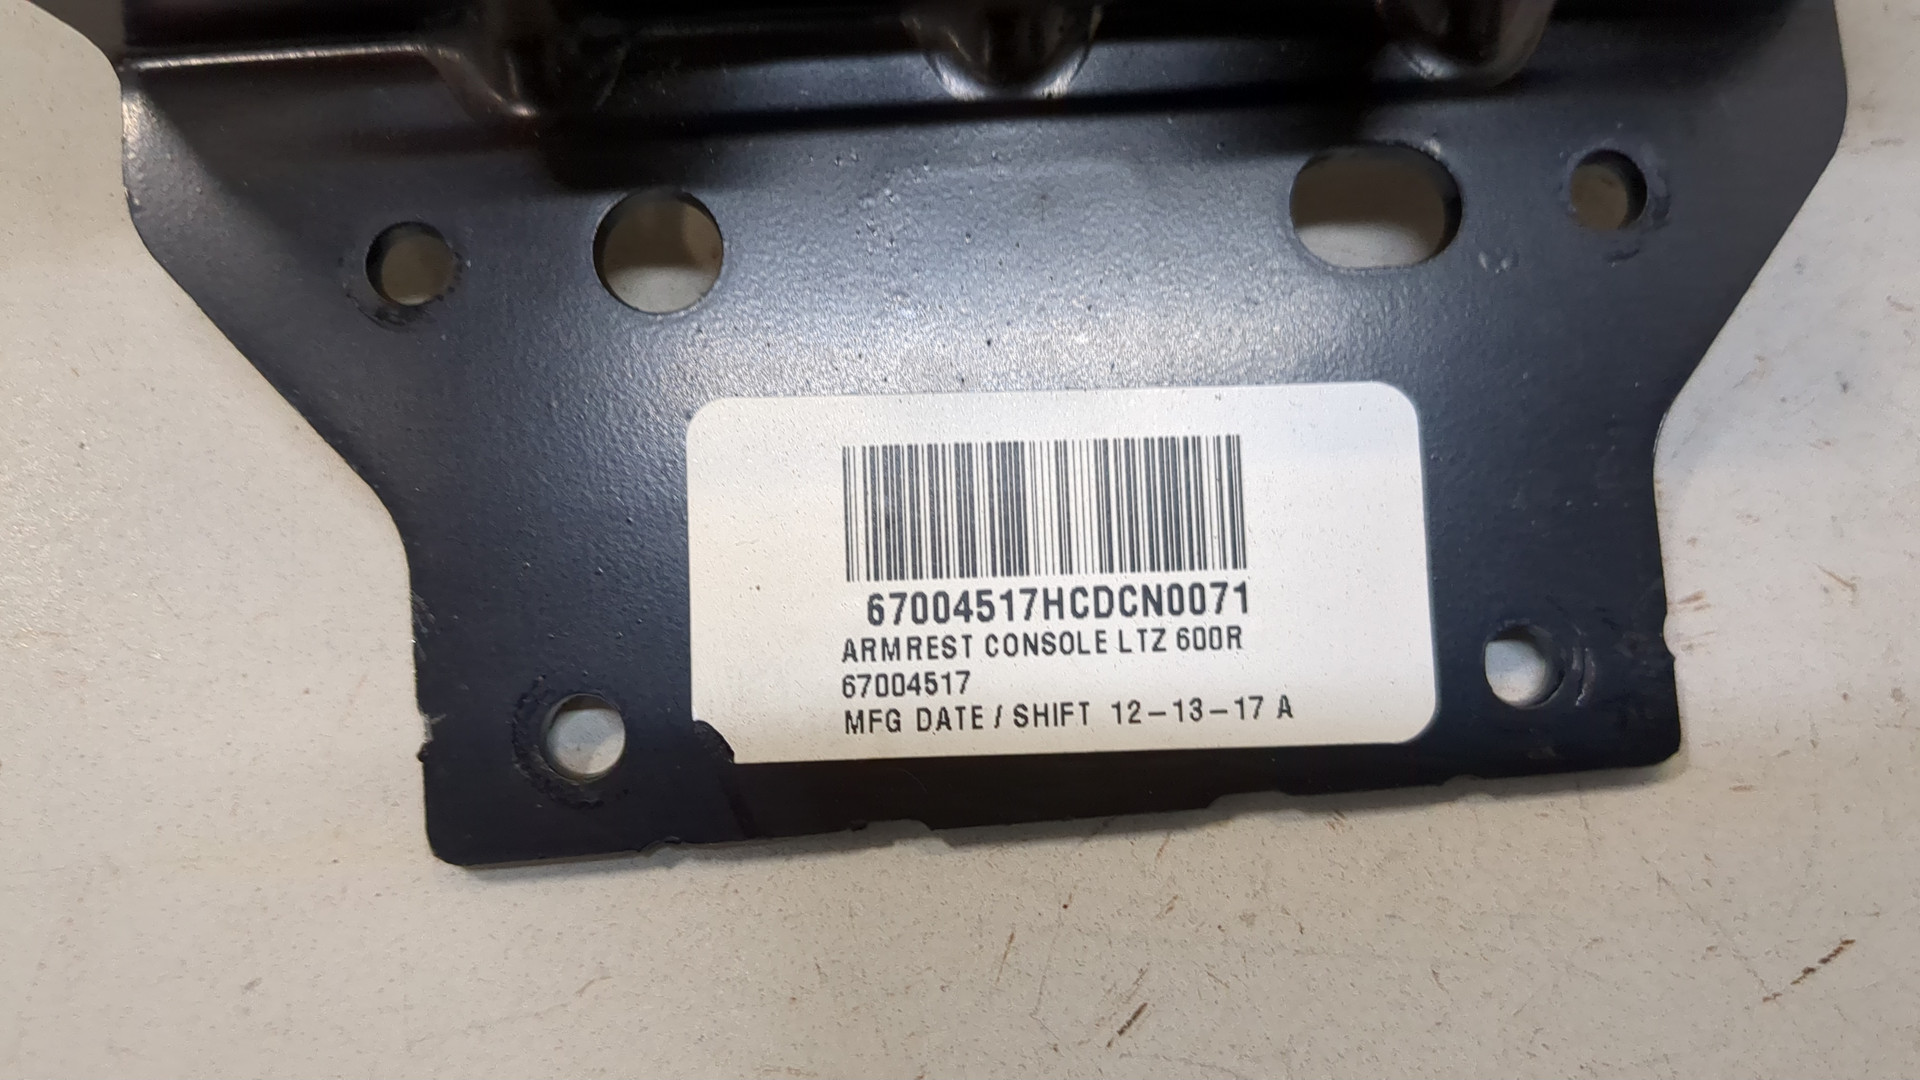 67004517HCDCN0071
ARMREST CONSOLE LTZ 600R
67004517
MFG DATE / SHIFT 12-13-17 A